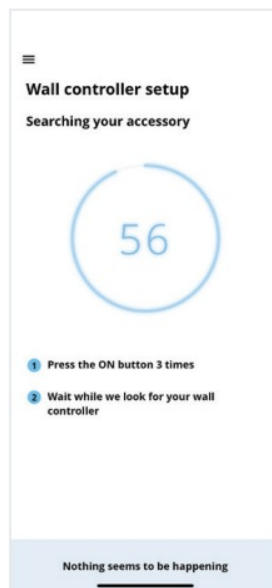 Wall controller setup
Searching your accessory
56
1 Press the ON button 3 times
2 Wait while we look for your wall
controller
Nothing seems to be happening